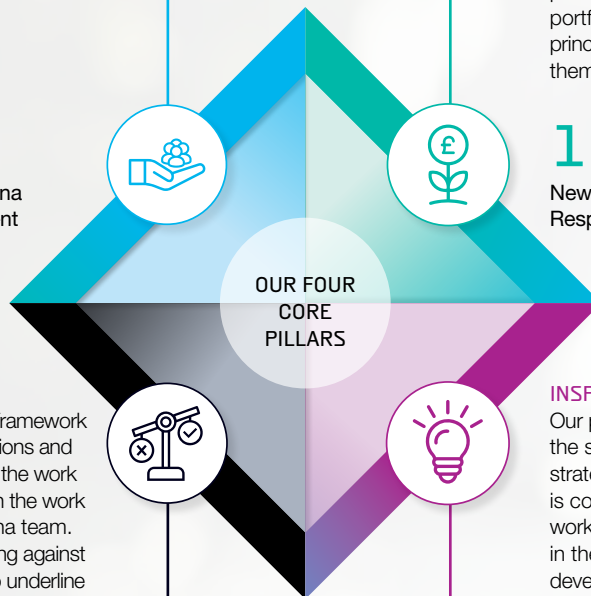 portf
princ
them
1
New
Resp
na
nt
£
OUR FOUR
CORE
PILLARS
ramework
ions and
the work
n the work
na team.
ng against
o underline
INSP
Our p
the s
strate
is co
work
in the
deve